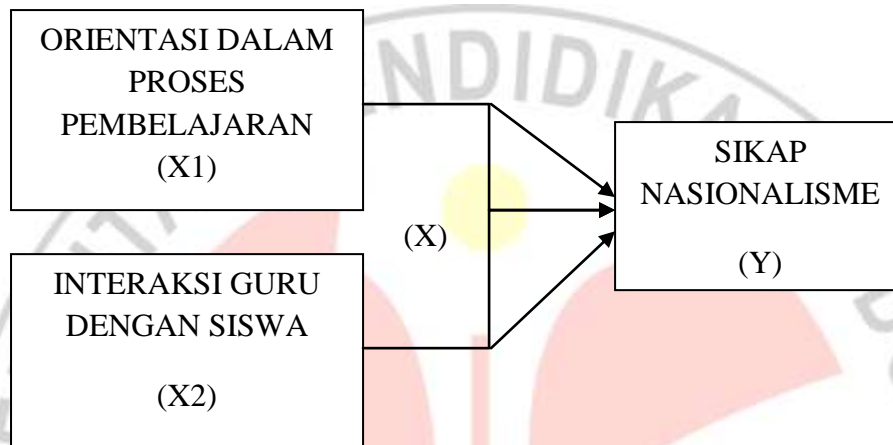 ORIENTASI DALAM
PROSES
PEMBELAJARAN
(X1)
SIKAP
NASIONALISME
(Y)
(X)
INTERAKSI GURU
DENGAN SISWA
(X2)